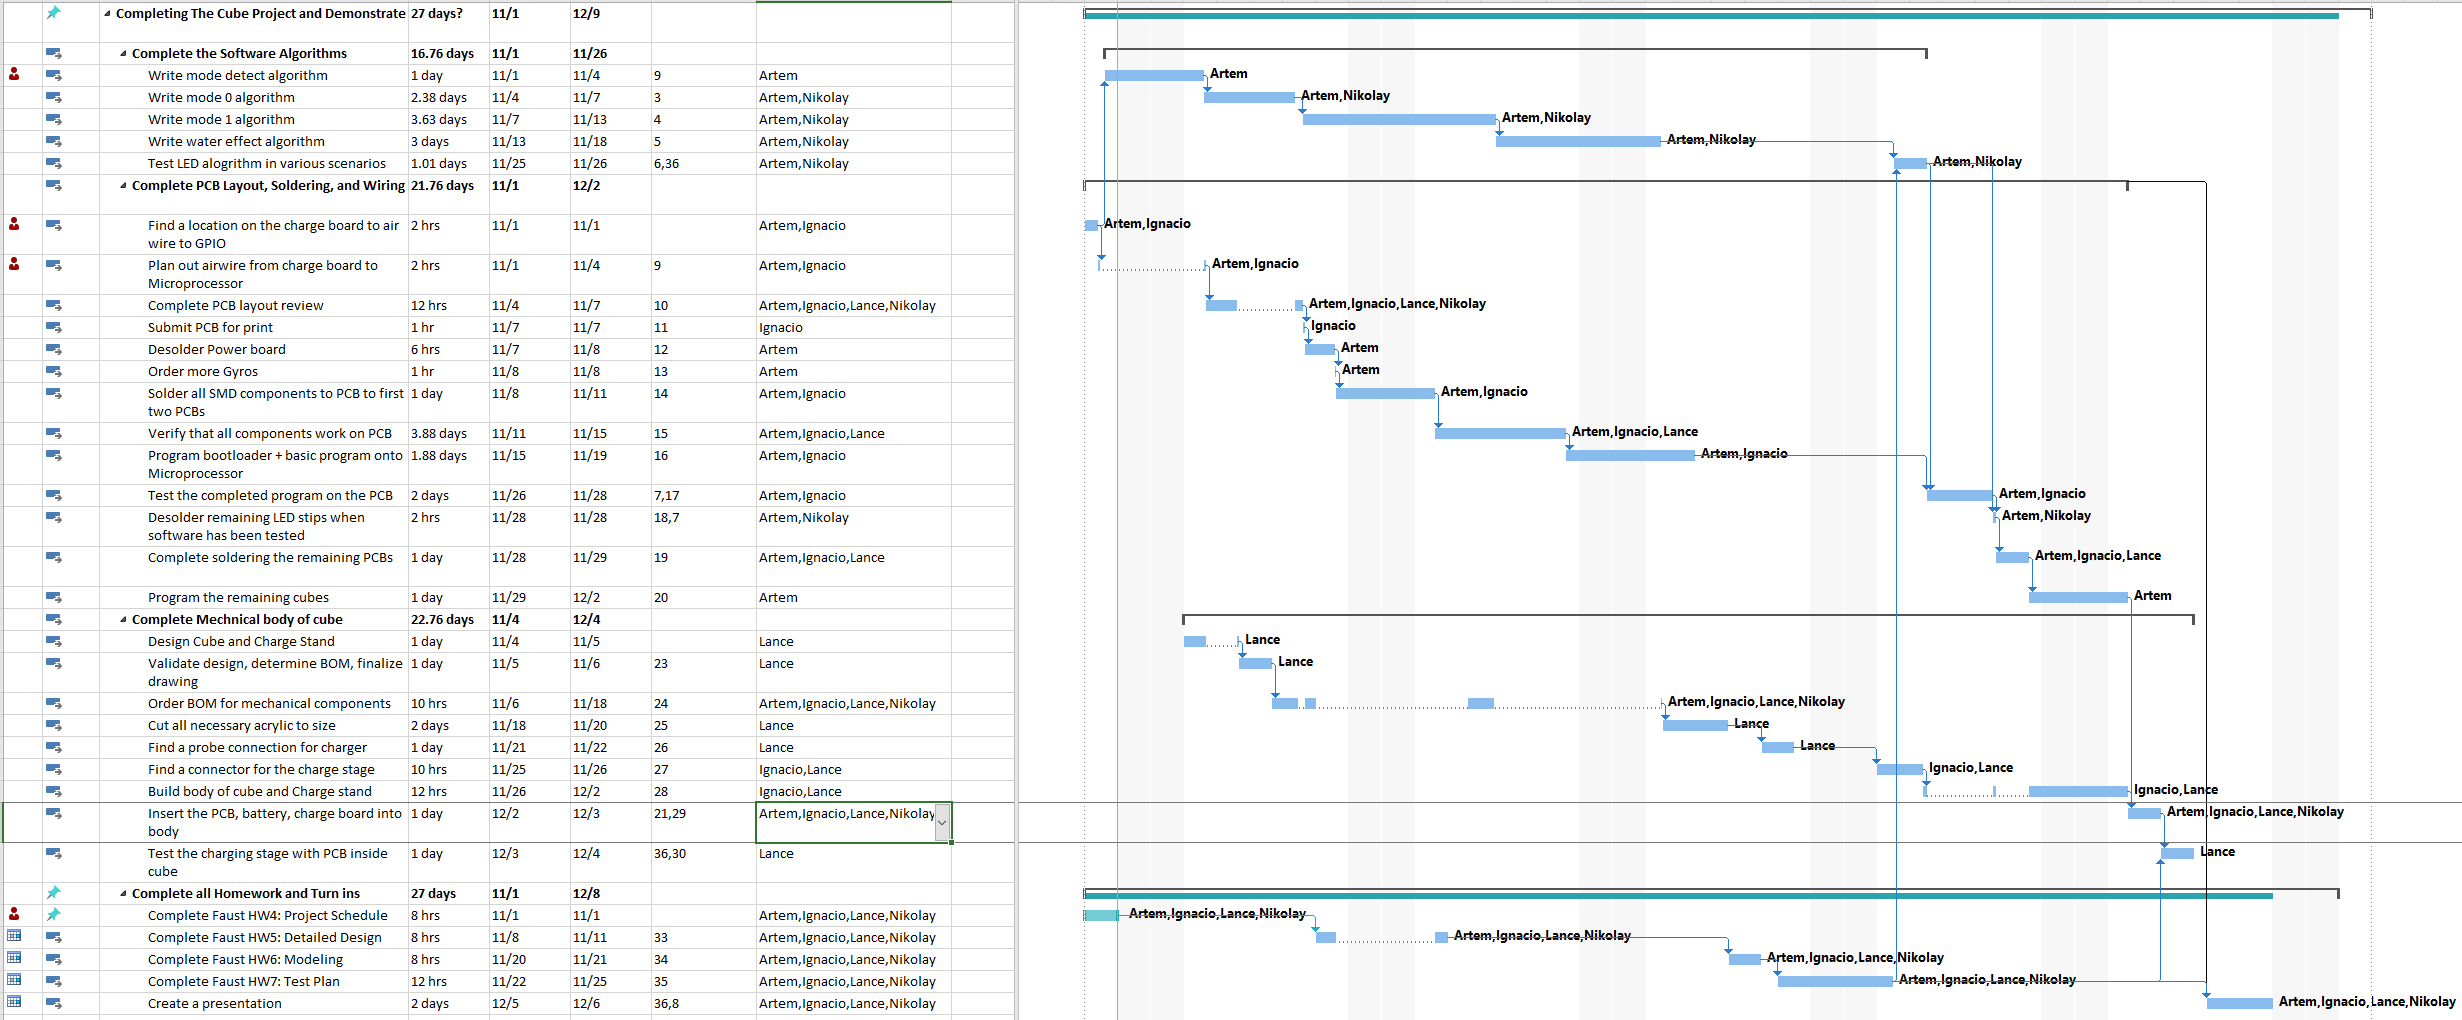 Completing The Cube Project and Demonstrate 27 days? 11/1 12/9
Complete the Software Algorithms 16.76 days 11/1 11/26
Write mode detect algorithm 1 day 11/1 11/4 9 Artem Artem
Write mode 0 algorithm 2.38 days 11/4 11/7 3 Artem,Nikolay Artem,Nikolay
Write mode 1 algorithm 3.63 days 11/7 11/13 4 Artem,Nikolay Artem,Nikolay
Write water effect algorithm 3 days 11/13 11/18 5 Artem,Nikolay Artem,Nikolay
Test LED alogrithm in various scenarios 1.01 days 11/25 11/26 6,36 Artem,Nikolay Artem,Nikolay
Complete PCB Layout, Soldering, and Wiring 21.76 days 11/1 12/2
Find a location on the charge board to air 2 hrs 11/1 11/1 Artem,Ignacio Artem,Ignacio
wire to GPIO
Plan out airwire from charge board to 2 hrs 11/1 11/4 9 Artem,Ignacio Artem,Ignacio
Microprocessor
Complete PCB layout review 12 hrs 11/4 11/7 10 Artem,Ignacio,Lance,Nikolay Artem,Ignacio,Lance,Nikolay
Submit PCB for print 1 hr 11/7 11/7 11 Ignacio Ignacio
Desolder Power board 6 hrs 11/7 11/8 12 Artem Artem
Order more Gyros 1 hr 11/8 11/8 13 Artem Artem
Solder all SMD components to PCB to first 1 day 11/8 11/11 14 Artem,Ignacio Artem,Ignacio
two PCBs
Verify that all components work on PCB 3.88 days 11/11 11/15 15 Artem,Ignacio,Lance Artem,Ignacio,Lance
Program bootloader + basic program onto 1.88 days 11/15 11/19 16 Artem,Ignacio Artem,Ignacio
Microprocessor
Test the completed program on the PCB 2 days 11/26 11/28 7,17 Artem,Ignacio Artem,Ignacio
Desolder remaining LED stips when 2 hrs 11/28 11/28 18,7 Artem,Nikolay Artem,Nikolay
software has been tested
Complete soldering the remaining PCBs 1 day 11/28 11/29 19 Artem,Ignacio,Lance Artem,Ignacio,Lance
Program the remaining cubes 1 day 11/29 12/2 20 Artem Artem
Complete Mechnical body of cube 22.76 days 11/4 12/4
Design Cube and Charge Stand 1 day 11/4 11/5 Lance Lance
Validate design, determine BOM, finalize 1 day 11/5 11/6 23 Lance Lance
drawing
Order BOM for mechanical components 10 hrs 11/6 11/18 24 Artem,Ignacio,Lance,Nikolay Artem,Ignacio,Lance,Nikolay
Cut all necessary acrylic to size 2 days 11/18 11/20 25 Lance Lance
Find a probe connection for charger 1 day 11/21 11/22 26 Lance Lance
Find a connector for the charge stage 10 hrs 11/25 11/26 27 Ignacio,Lance Ignacio,Lance
Build body of cube and Charge stand 12 hrs 11/26 12/2 28 Ignacio,Lance Ignacio,Lance
Insert the PCB, battery, charge board into 1 day 12/2 12/3 21,29 Artem,Ignacio,Lance,Nikolay Artem,Ignacio,Lance,Nikolay
body
Test the charging stage with PCB inside 1 day 12/3 12/4 36,30 Lance Lance
cube
Complete all Homework and Turn ins 27 days 11/1 12/8
Complete Faust HW4: Project Schedule 8 hrs 11/1 11/1 Artem,Ignacio,Lance,Nikolay Artem,Ignacio,Lance,Nikolay
Complete Faust HW5: Detailed Design 8 hrs 11/8 11/11 33 Artem,Ignacio,Lance,Nikolay Artem,Ignacio,Lance,Nikolay
Complete Faust HW6: Modeling 8 hrs 11/20 11/21 34 Artem,Ignacio,Lance,Nikolay Artem,Ignacio,Lance,Nikolay
Complete Faust HW7: Test Plan 12 hrs 11/22 11/25 35 Artem,Ignacio,Lance,Nikolay Artem,Ignacio,Lance,Nikolay
Create a presentation 2 days 12/5 12/6 36,8 Artem,Ignacio,Lance,Nikolay Artem,Ignacio,Lance,Nikolay